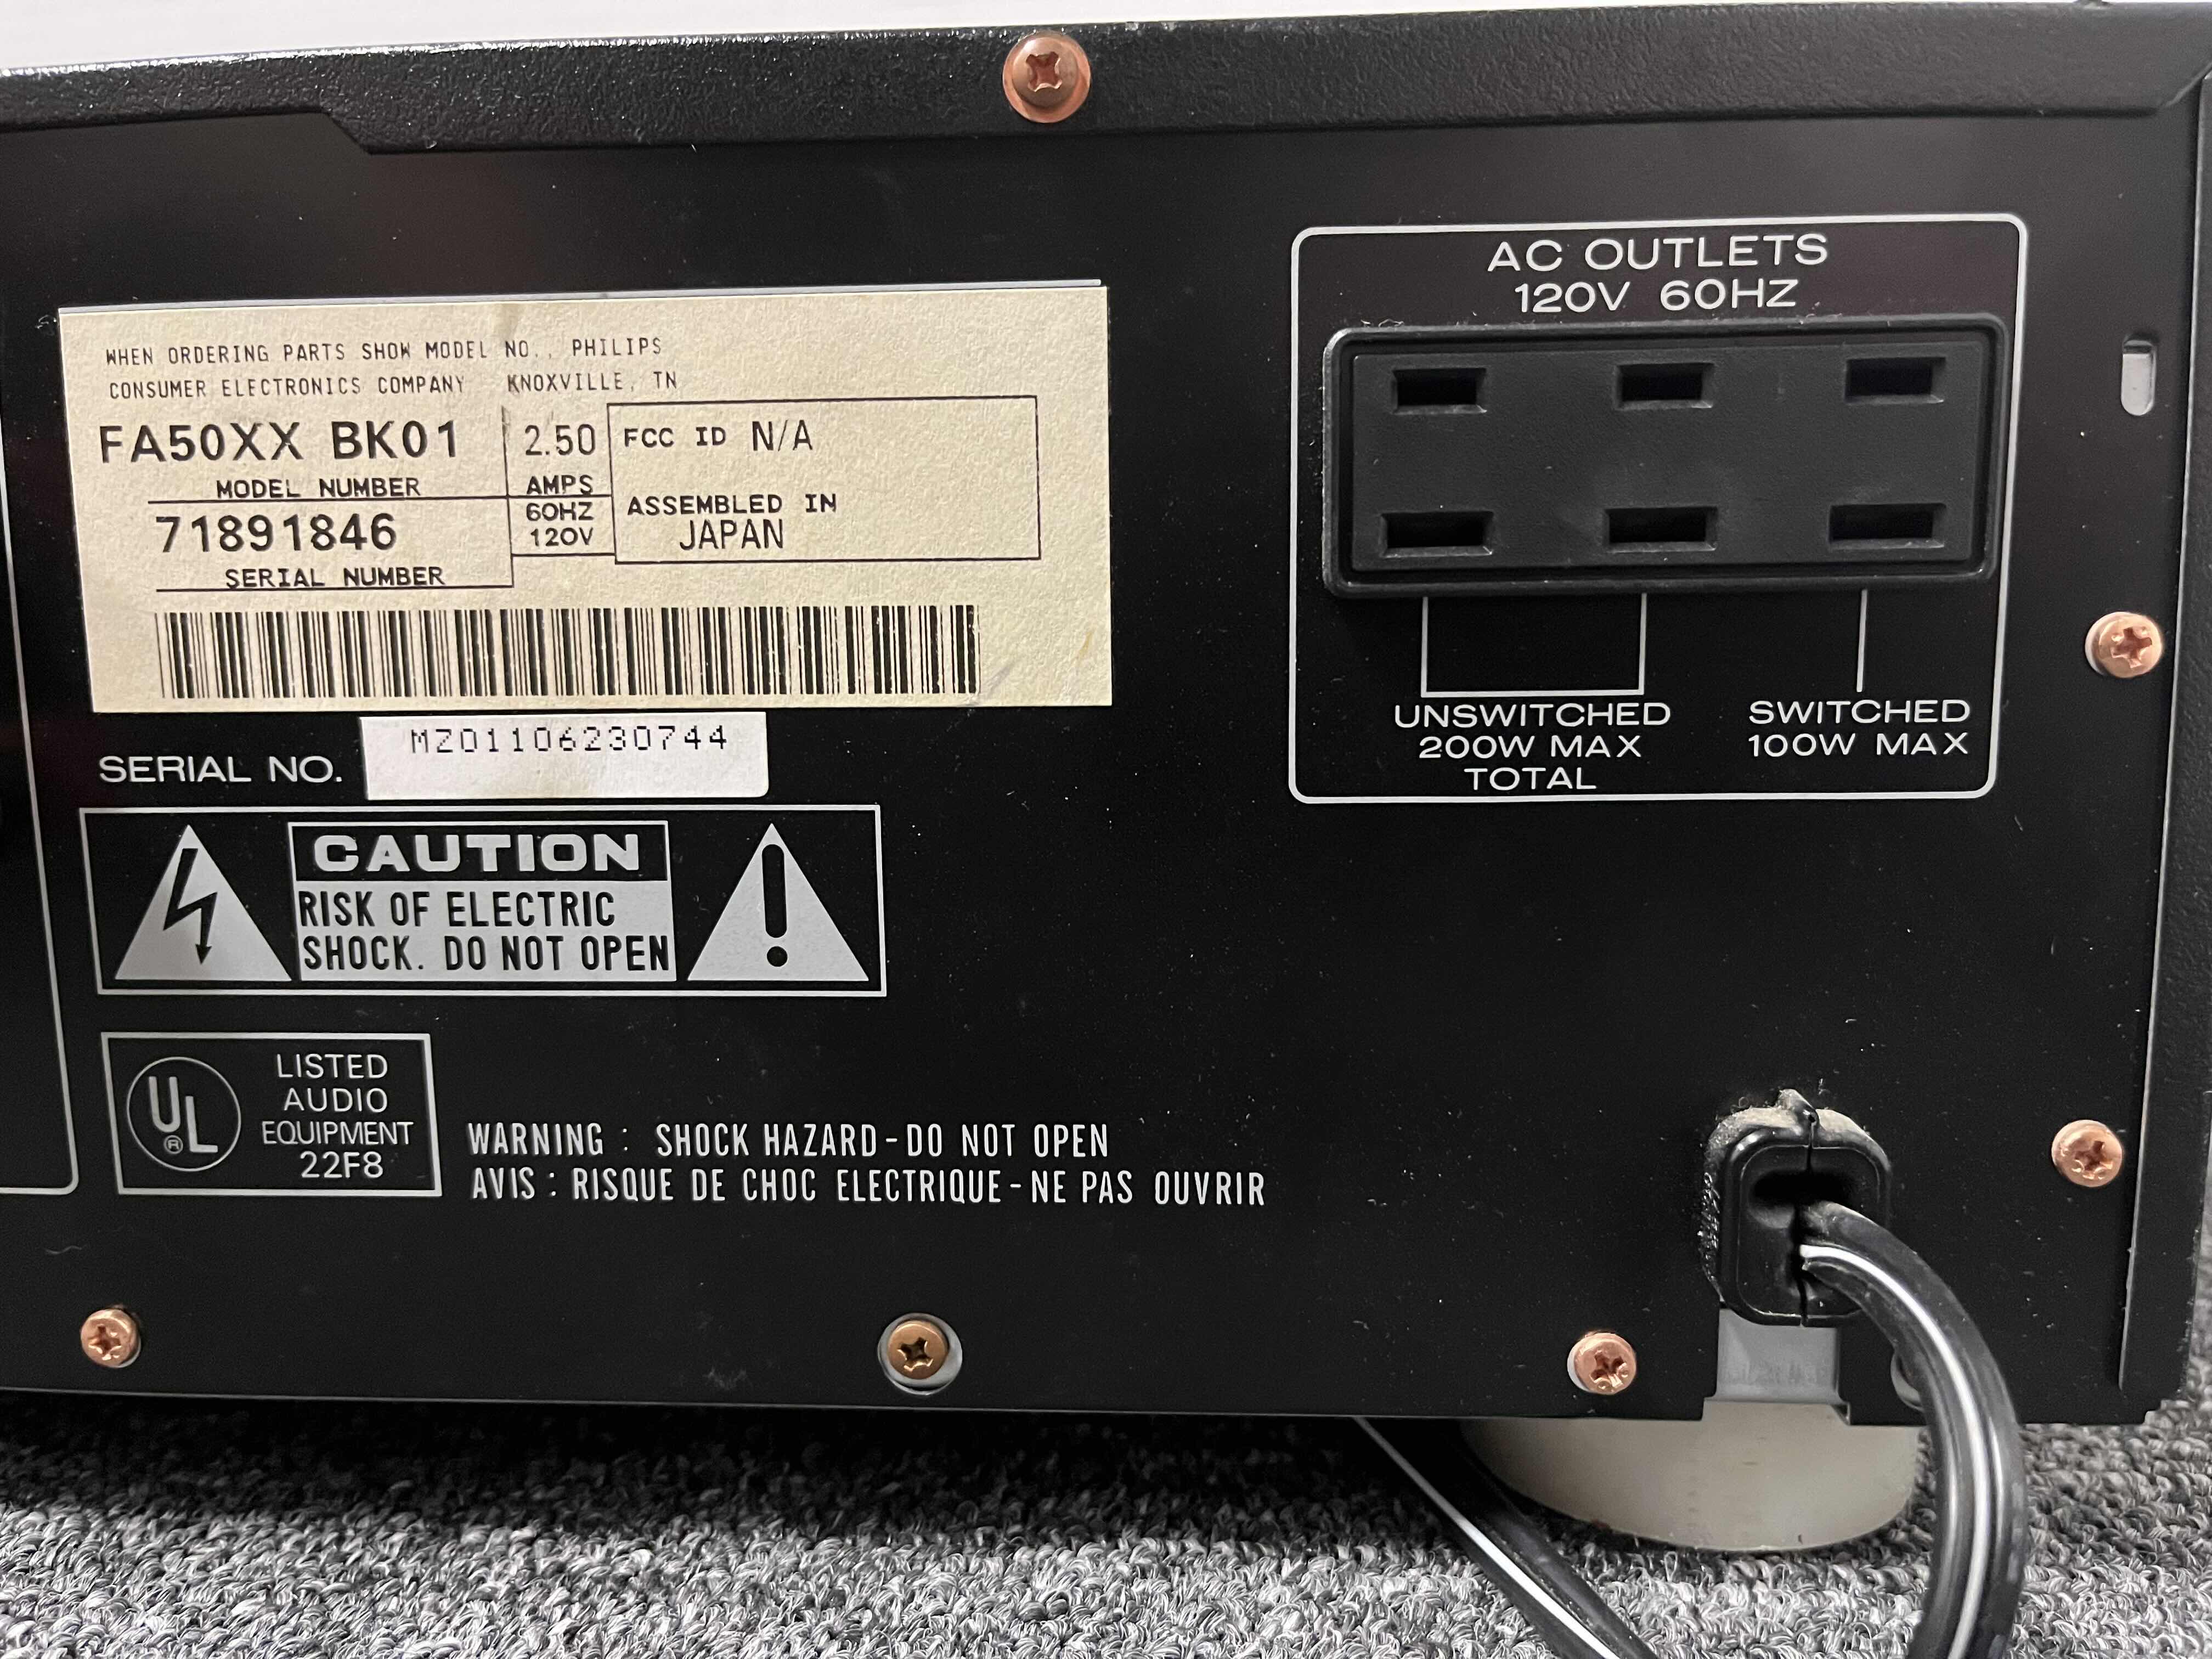 WHEN ORDERING PARTS SHOW MODEL NO., PHILIPS
CONSUMER ELECTRONICS COMPANY KNOXVILLE, TN
FA50XX BK01
MODEL NUMBER
71891846
SERIAL NUMBER
2.50
AMPS
60HZ
120V
FCC ID N/A
ASSEMBLED IN
JAPAN
SERIAL NO. MZ01106230744
CAUTION
RISK OF ELECTRIC
SHOCK. DO NOT OPEN
UL
®
LISTED
AUDIO
EQUIPMENT
22F8
WARNING : SHOCK HAZARD-DO NOT OPEN
AVIS : RISQUE DE CHOC ELECTRIQUE-NE PAS OUVRIR
AC OUTLETS
120V 60HZ
UNSWITCHED
200W MAX
TOTAL
SWITCHED
100W MAX